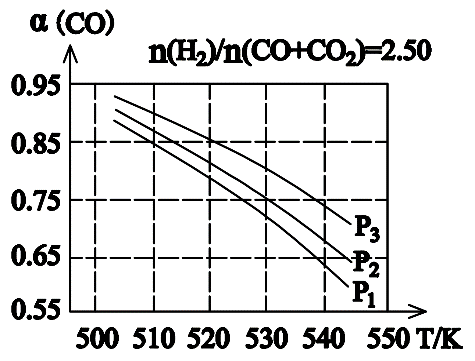 α (CO)
n(H₂)/n(CO+CO₂)=2.50
0.95
0.85
0.75
0.65
0.55
P₃
P₂
P₁
500 510 520 530 540 550 T/K